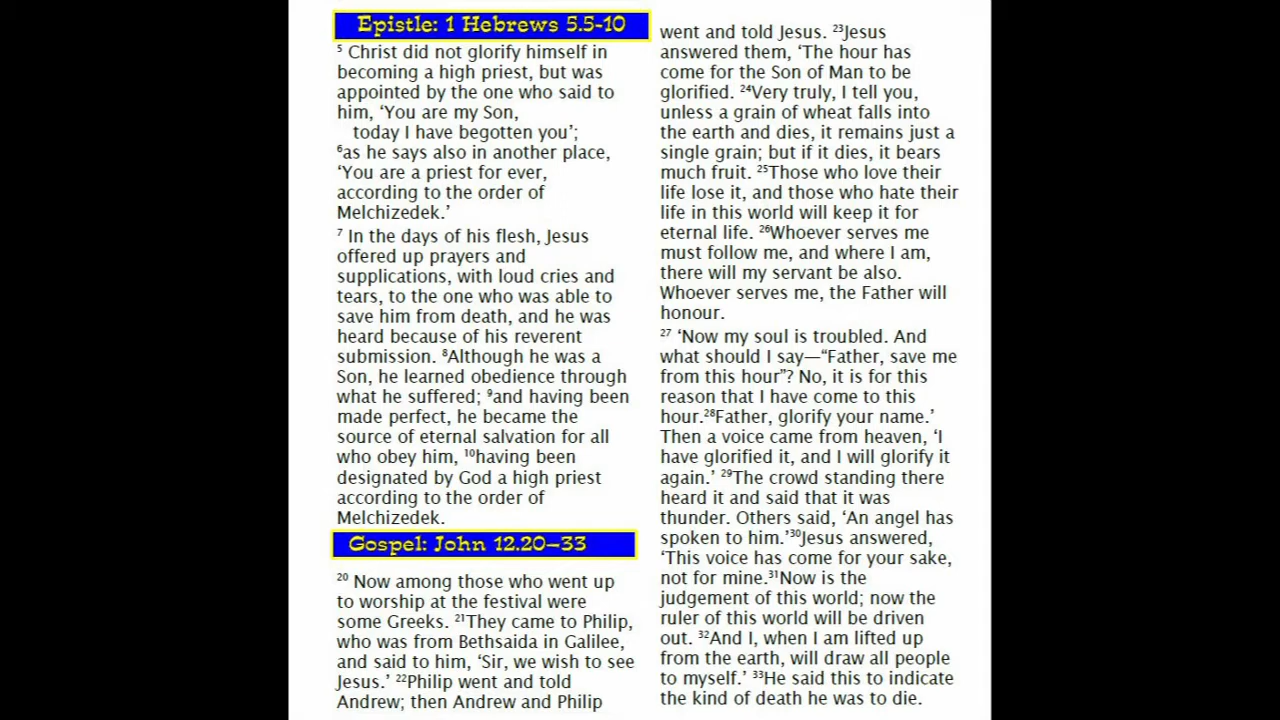 Epistle: 1 Hebrews 5.5-10
⁵ Christ did not glorify himself in
becoming a high priest, but was
appointed by the one who said to
him, ‘You are my Son,
today I have begotten you’;
⁶as he says also in another place,
‘You are a priest for ever,
according to the order of
Melchizedek.’
⁷ In the days of his flesh, Jesus
offered up prayers and
supplications, with loud cries and
tears, to the one who was able to
save him from death, and he was
heard because of his reverent
submission. ⁸Although he was a
Son, he learned obedience through
what he suffered; ⁹and having been
made perfect, he became the
source of eternal salvation for all
who obey him, ¹⁰having been
designated by God a high priest
according to the order of
Melchizedek.
Gospel: John 12.20–33
²⁰ Now among those who went up
to worship at the festival were
some Greeks. ²¹They came to Philip,
who was from Bethsaida in Galilee,
and said to him, ‘Sir, we wish to see
Jesus.’ ²²Philip went and told
Andrew; then Andrew and Philip
went and told Jesus. ²³Jesus
answered them, ‘The hour has
come for the Son of Man to be
glorified. ²⁴Very truly, I tell you,
unless a grain of wheat falls into
the earth and dies, it remains just a
single grain; but if it dies, it bears
much fruit. ²⁵Those who love their
life lose it, and those who hate their
life in this world will keep it for
eternal life. ²⁶Whoever serves me
must follow me, and where I am,
there will my servant be also.
Whoever serves me, the Father will
honour.
²⁷ ‘Now my soul is troubled. And
what should I say—“Father, save me
from this hour”? No, it is for this
reason that I have come to this
hour.²⁸Father, glorify your name.’
Then a voice came from heaven, ‘I
have glorified it, and I will glorify it
again.’ ²⁹The crowd standing there
heard it and said that it was
thunder. Others said, ‘An angel has
spoken to him.’³⁰Jesus answered,
‘This voice has come for your sake,
not for mine.³¹Now is the
judgement of this world; now the
ruler of this world will be driven
out. ³²And I, when I am lifted up
from the earth, will draw all people
to myself.’ ³³He said this to indicate
the kind of death he was to die.